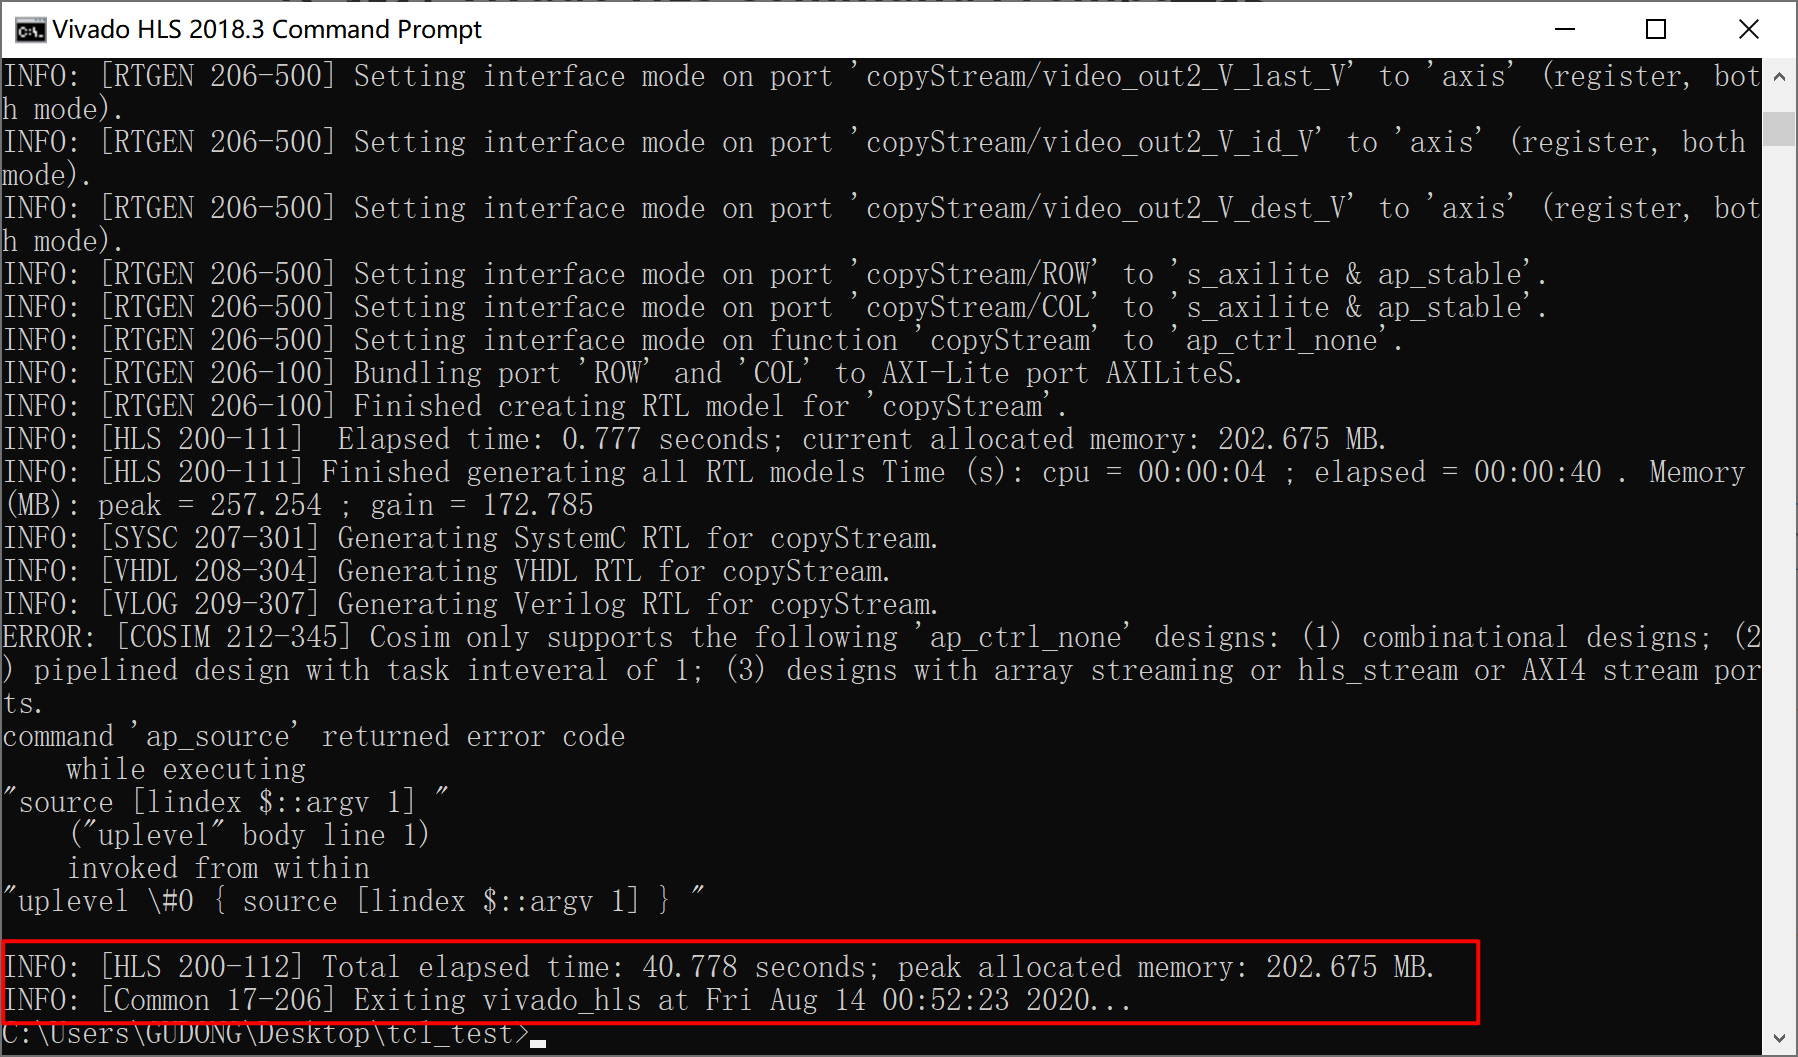 Vivado HLS 2018.3 Command Prompt
INFO: [RTGEN 206-500] Setting interface mode on port 'copyStream/video_out2_V_last_V' to 'axis' (register, bot
h mode).
INFO: [RTGEN 206-500] Setting interface mode on port 'copyStream/video_out2_V_id_V' to 'axis' (register, both
mode).
INFO: [RTGEN 206-500] Setting interface mode on port 'copyStream/video_out2_V_dest_V' to 'axis' (register, bot
h mode).
INFO: [RTGEN 206-500] Setting interface mode on port 'copyStream/ROW' to 's_axilite & ap_stable'.
INFO: [RTGEN 206-500] Setting interface mode on port 'copyStream/COL' to 's_axilite & ap_stable'.
INFO: [RTGEN 206-500] Setting interface mode on function 'copyStream' to 'ap_ctrl_none'.
INFO: [RTGEN 206-100] Bundling port 'ROW' and 'COL' to AXI-Lite port AXILiteS.
INFO: [RTGEN 206-100] Finished creating RTL model for 'copyStream'.
INFO: [HLS 200-111]  Elapsed time: 0.777 seconds; current allocated memory: 202.675 MB.
INFO: [HLS 200-111] Finished generating all RTL models Time (s): cpu = 00:00:04 ; elapsed = 00:00:40 . Memory
(MB): peak = 257.254 ; gain = 172.785
INFO: [SYSC 207-301] Generating SystemC RTL for copyStream.
INFO: [VHDL 208-304] Generating VHDL RTL for copyStream.
INFO: [VLOG 209-307] Generating Verilog RTL for copyStream.
ERROR: [COSIM 212-345] Cosim only supports the following 'ap_ctrl_none' designs: (1) combinational designs; (2
) pipelined design with task inteveral of 1; (3) designs with array streaming or hls_stream or AXI4 stream por
ts.
command 'ap_source' returned error code
    while executing
"source [lindex $::argv 1] "
    ("uplevel" body line 1)
    invoked from within
"uplevel \#0 { source [lindex $::argv 1] } "
INFO: [HLS 200-112] Total elapsed time: 40.778 seconds; peak allocated memory: 202.675 MB.
INFO: [Common 17-206] Exiting vivado_hls at Fri Aug 14 00:52:23 2020...
C:\Users\GUDONG\Desktop\tcl_test>